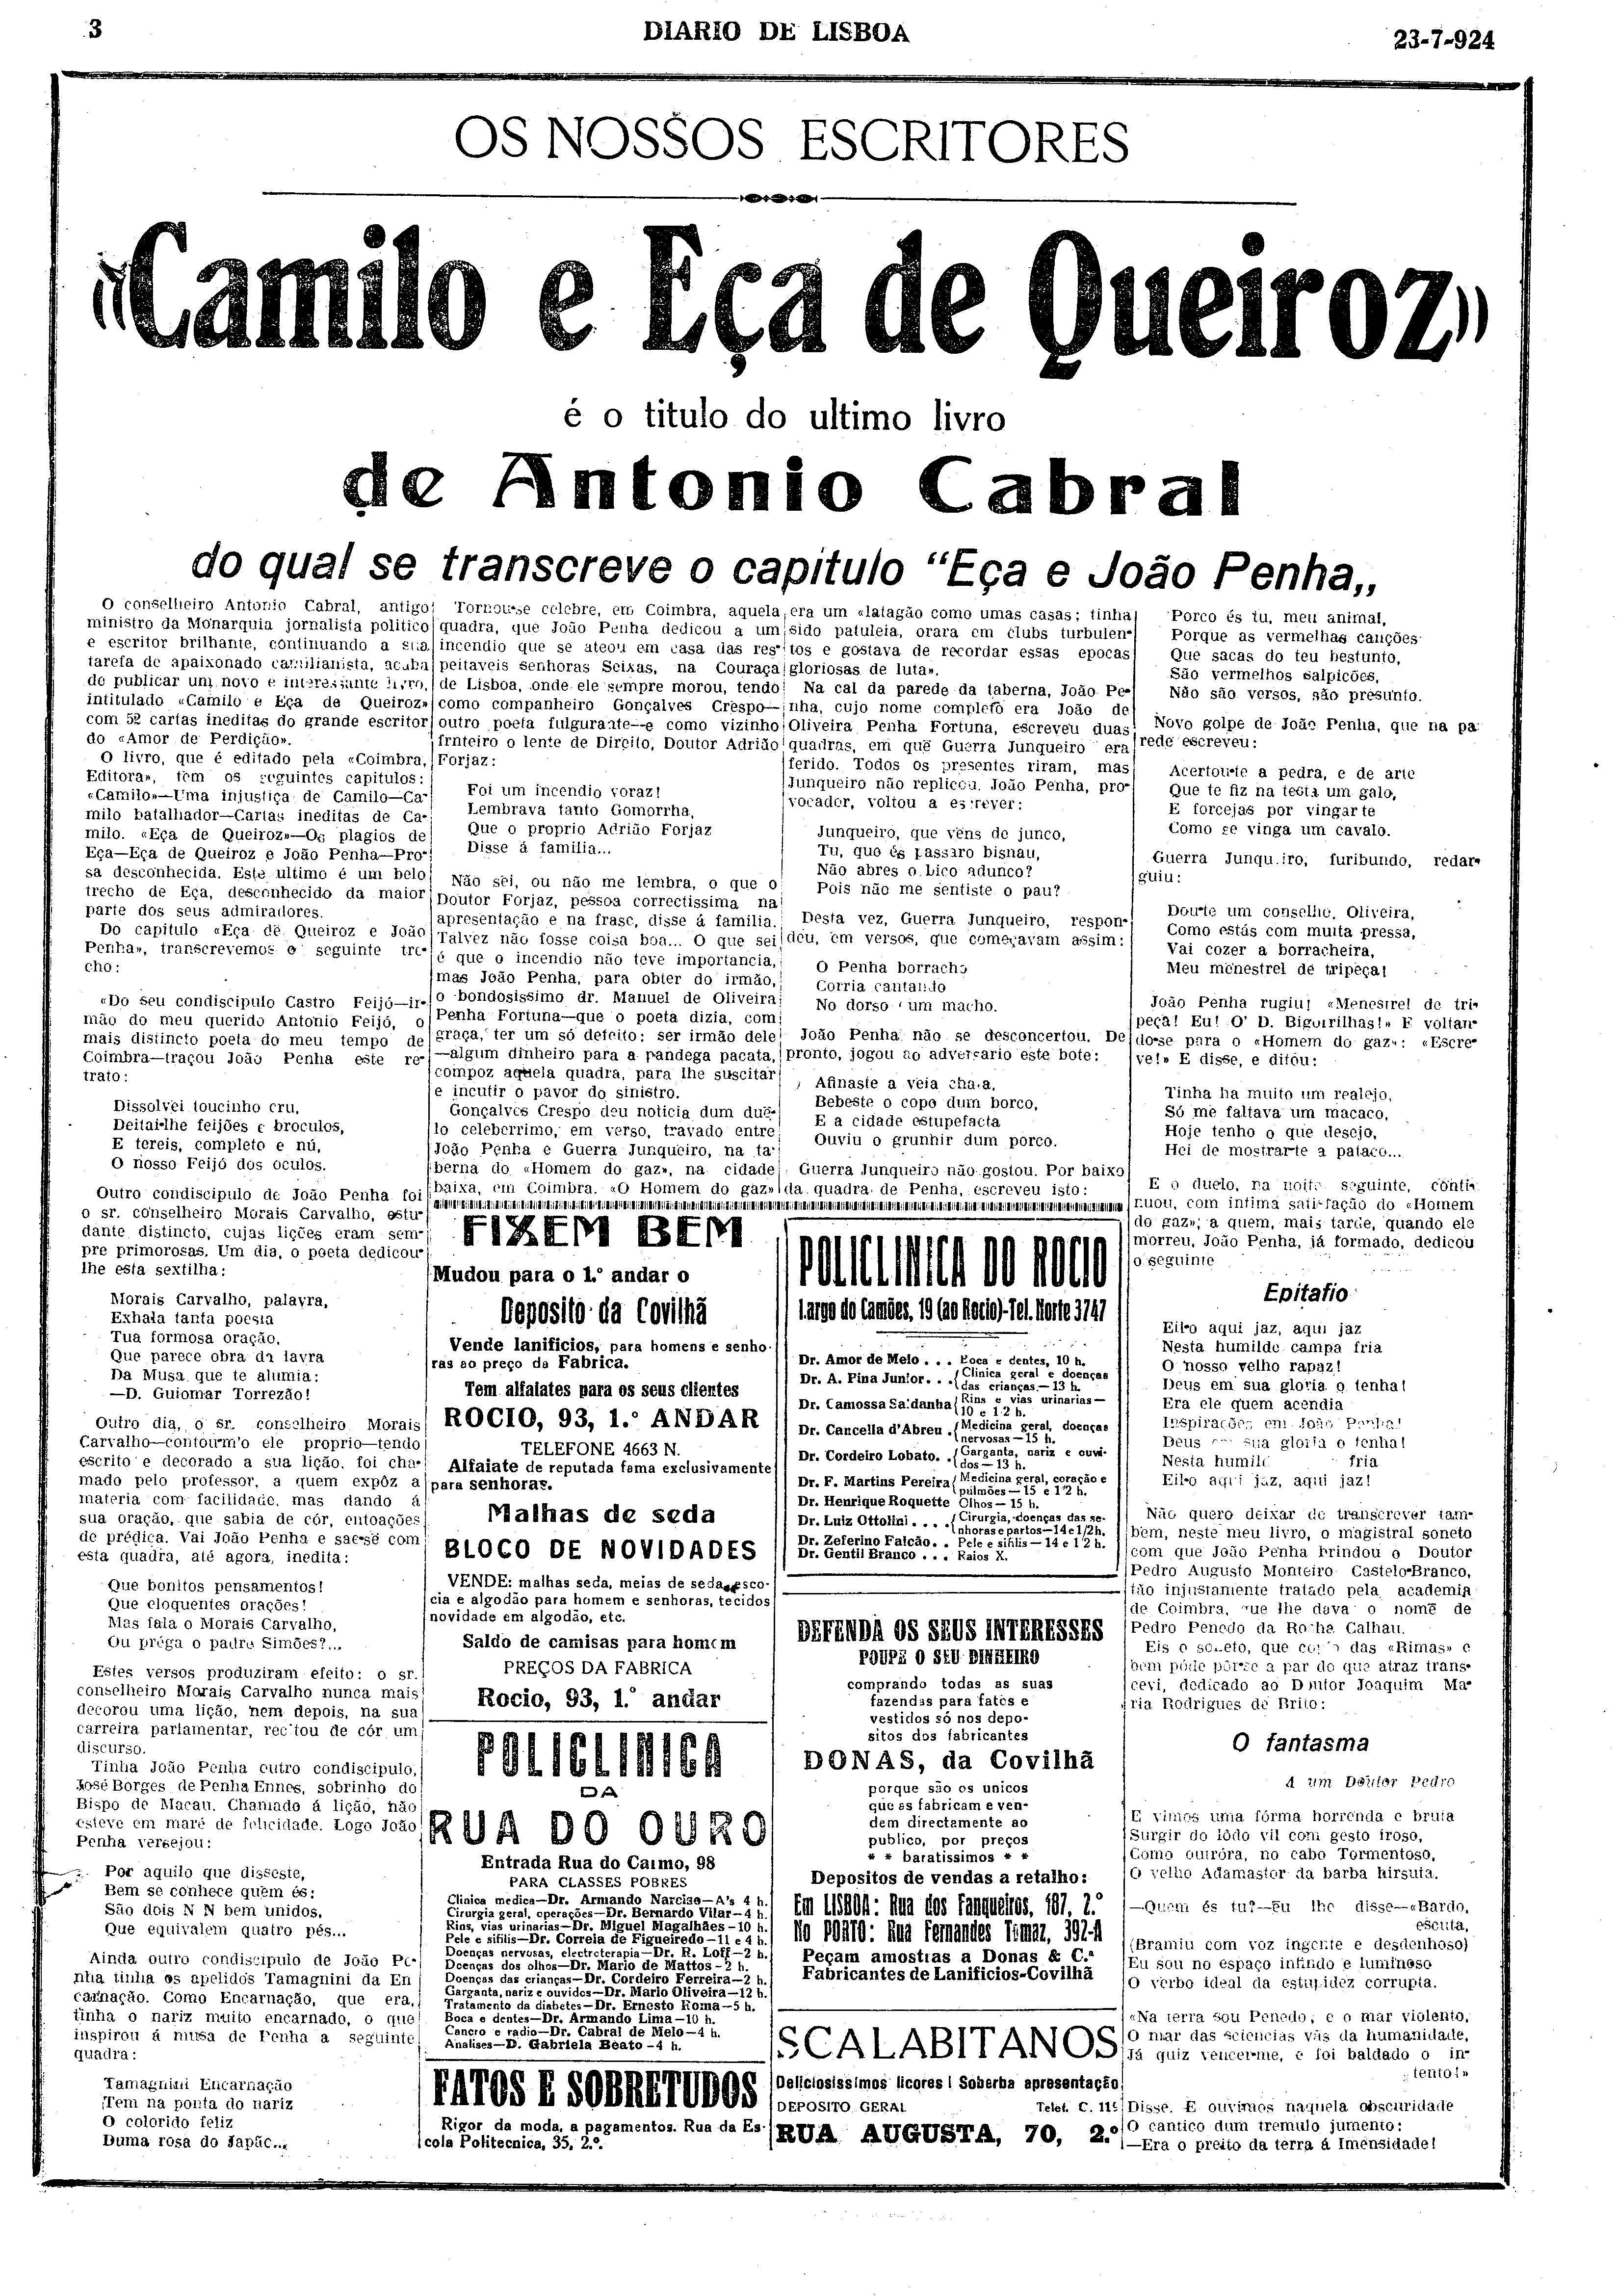 3
DIARIO DE LISBOA
23-7-924
OS NOSSOS ESCRITORES
«Camilo e Eça de Queiroz»
é o titulo do ultimo livro
de Antonio Cabral
do qual se transcreve o capitulo "Eça e João Penha,,
O conselheiro Antonio Cabral, antigo
ministro da Monarquia jornalista politico
e escritor brilhante, continuando a sua
tarefa de apaixonado camilianista, acaba
de publicar um novo e interessante livro,
intitulado «Camilo e Eça de Queiroz»
com 52 cartas ineditas do grande escritor
do «Amor de Perdição».
O livro, que é editado pela «Coimbra,
Editora», tem os seguintes capitulos:
«Camilo»—Uma injustiça de Camilo—Ca-
milo batalhador—Cartas ineditas de Ca-
milo. «Eça de Queiroz»—Os plagios de
Eça—Eça de Queiroz e João Penha—Pro-
sa desconhecida. Este ultimo é um belo
trecho de Eça, desconhecido da maior
parte dos seus admiradores.
Do capitulo «Eça de Queiroz e João
Penha», transcrevemos o seguinte tre-
cho:
«Do seu condiscipulo Castro Feijó—ir-
mão do meu querido Antonio Feijó, o
mais distincto poeta do meu tempo de
Coimbra—traçou João Penha este re-
trato:
Dissolvei toucinho cru,
Deitai-lhe feijões e broculos,
E tereis, completo e nú,
O nosso Feijó dos oculos.
Outro condiscipulo de João Penha foi
o sr. conselheiro Morais Carvalho, estu-
dante distincto, cujas lições eram sem-
pre primorosas. Um dia, o poeta dedicou-
lhe esta sextilha:
Morais Carvalho, palavra,
Exhala tanta poesia
Tua formosa oração,
Que parece obra da lavra
Da Musa que te alumia:
—D. Guiomar Torrezão!
Outro dia, o sr. conselheiro Morais
Carvalho—contou-m'o ele proprio—tendo
escrito e decorado a sua lição, foi cha-
mado pelo professor, a quem expôz a
materia com facilidade, mas dando á
sua oração, que sabia de cór, entoações
de prédica. Vai João Penha e sae-se com
esta quadra, até agora, inedita:
Que bonitos pensamentos!
Que eloquentes orações!
Mas fala o Morais Carvalho,
Ou préga o padre Simões?...
Estes versos produziram efeito: o sr.
conselheiro Morais Carvalho nunca mais
decorou uma lição, nem depois, na sua
carreira parlamentar, recitou de cór um
discurso.
Tinha João Penha outro condiscipulo,
José Borges de Penha Ennes, sobrinho do
Bispo de Macau. Chamado á lição, não
esteve em maré de felicidade. Logo João
Penha versejou:
Por aquilo que disseste,
Bem se conhece quem és:
São dois N N bem unidos,
Que equivalem quatro pés...
Ainda outro condiscipulo de João Pe-
nha tinha os apelidos Tamagnini da En
carnação. Como Encarnação, que era,
tinha o nariz muito encarnado, o que
inspirou á musa de Penha a seguinte
quadra:
Tamagnini Encarnação
Tem na ponta do nariz
O colorido feliz
Duma rosa do Japão...
Tornou-se celebre, em Coimbra, aquela
quadra, que João Penha dedicou a um
incendio que se ateou em casa das res-
peitaveis senhoras Seixas, na Couraça
de Lisboa, onde ele sempre morou, tendo
como companheiro Gonçalves Crespo—
outro poeta fulgurante—e como vizinho
frnteiro o lente de Direito, Doutor Adrião
Forjaz:
Foi um incendio voraz!
Lembrava tanto Gomorrha,
Que o proprio Adrião Forjaz
Disse á familia...
Não sei, ou não me lembra, o que o
Doutor Forjaz, pessoa correctissima na
apresentação e na frase, disse á familia.
Talvez não fosse coisa boa... O que sei
é que o incendio não teve importancia,
mas João Penha, para obter do irmão,
o bondosissimo dr. Manuel de Oliveira
Penha Fortuna—que o poeta dizia, com
graça, ter um só defeito: ser irmão dele
—algum dinheiro para a pandega pacata,
compoz aquela quadra, para lhe suscitar
e incutir o pavor do sinistro.
Gonçalves Crespo deu noticia dum due-
lo celeberrimo, em verso, travado entre
João Penha e Guerra Junqueiro, na ta-
berna do «Homem do gaz», na cidade
baixa, em Coimbra. «O Homem do gaz»
era um «latagão como umas casas; tinha
sido patuleia, orara em clubs turbulen-
tos e gostava de recordar essas epocas
gloriosas de luta».
Na cal da parede da taberna, João Pe-
nha, cujo nome completo era João de
Oliveira Penha Fortuna, escreveu duas
quadras, em que Guerra Junqueiro era
ferido. Todos os presentes riram, mas
Junqueiro não replicou. João Penha, pro-
vocador, voltou a escrever:
Junqueiro, que vens de junco,
Tu, que és passaro bisnau,
Não abres o bico adunco?
Pois não me sentiste o pau?
Desta vez, Guerra Junqueiro, respon-
deu, em versos, que começavam assim:
O Penha borracho
Corria cantando
No dorso dum macho.
João Penha não se desconcertou. De
pronto, jogou ao adversario este bote:
Afinaste a veia chata,
Bebeste o copo dum borco,
E a cidade estupefacta
Ouviu o grunhir dum porco.
Guerra Junqueiro não gostou. Por baixo
da quadra de Penha, escreveu isto:
Porco és tu, meu animal,
Porque as vermelhas canções
Que sacas do teu bestunto,
São vermelhos salpicões,
Não são versos, são presunto.
Novo golpe de João Penha, que na pa
rede escreveu:
Acertou-te a pedra, e de arte
Que te fiz na testa um galo,
E forcejas por vingar-te
Como se vinga um cavalo.
Guerra Junqueiro, furibundo, redar-
guiu:
Dou-te um conselho, Oliveira,
Como estás com muita pressa,
Vai cozer a borracheira,
Meu menestrel de tripeça!
João Penha rugiu! «Menestrel de tri-
peça! Eu! O' D. Bigorrilhas!» E voltan-
do-se para o «Homem do gaz»: «Escre-
ve!» E disse, e ditou:
Tinha ha muito um realejo,
Só me faltava um macaco,
Hoje tenho o que desejo,
Hei de mostrar-te a pataco...
E o duelo, na noite seguinte, conti-
nuou, com intima satisfação do «Homem
do gaz»; a quem, mais tarde, quando ele
morreu, João Penha, já formado, dedicou
o seguinte
Epitafio
Eil-o aqui jaz, aqui jaz
Nesta humilde campa fria
O nosso velho rapaz!
Deus em sua gloria o tenha!
Era ele quem acendia
Inspirações em João Penha!
Deus em sua gloria o tenha!
Nesta humilde fria
Eil-o aqui jaz, aqui jaz!
Não quero deixar de transcrever tam-
bem, neste meu livro, o magistral soneto
com que João Penha brindou o Doutor
Pedro Augusto Monteiro Castelo-Branco,
tão injustamente tratado pela academia
de Coimbra, que lhe dava o nome de
Pedro Penedo da Rocha Calhau.
Eis o soneto, que das «Rimas» e
bem póde pôr-se a par do que atraz trans-
cevi, dedicado ao Doutor Joaquim Ma-
ria Rodrigues de Brito:
O fantasma
A um Doutor Pedro
E vimos uma fórma horrenda e bruta
Surgir do lôdo vil com gesto iroso,
Como outróra, no cabo Tormentoso,
O velho Adamastor da barba hirsuta.
—Quem és tu?—Eu lhe disse—«Bardo,
escuta,
(Bramiu com voz ingente e desdenhoso)
Eu sou no espaço infindo e luminoso
O verbo ideal da estupidez corrupta.
«Na terra sou Penedo; e o mar violento,
O mar das sciencias vás da humanidade,
Já quiz vencer-me, e foi baldado o in-
tento!»
Disse. E ouvimos naquela obscuridade
O cantico dum tremulo jumento:
—Era o preito da terra á Imensidade!
FIXEM BEM
Mudou para o 1.º andar o
Deposito da Covilhã
Vende lanificios, para homens e senho-
ras ao preço da Fabrica.
Tem alfaiates para os seus clientes
ROCIO, 93, 1.º ANDAR
TELEFONE 4663 N.
Alfaiate de reputada fama exclusivamente
para senhoras.
Malhas de seda
BLOCO DE NOVIDADES
VENDE: malhas seda, meias de seda, esco-
cia e algodão para homem e senhoras, tecidos
novidade em algodão, etc.
Saldo de camisas para homem
PREÇOS DA FABRICA
Rocio, 93, 1.º andar
POLICLINICA
DA
RUA DO OURO
Entrada Rua do Carmo, 98
PARA CLASSES POBRES
Clinica medica—Dr. Armando Narciso—A's 4 h.
Cirurgia geral, operações—Dr. Bernardo Vilar—4 h.
Rins, vias urinarias—Dr. Miguel Magalhães—10 h.
Pele e sifilis—Dr. Correia de Figueiredo—11 e 4 h.
Doenças nervosas, electroterapia—Dr. R. Loff—2 h.
Doenças dos olhos—Dr. Mario de Mattos—2 h.
Doenças das crianças—Dr. Cordeiro Ferreira—2 h.
Garganta, nariz e ouvidos—Dr. Mario Oliveira—12 h.
Tratamento da diabetes—Dr. Ernesto Roma—5 h.
Boca e dentes—Dr. Armando Lima—10 h.
Cancro e radio—Dr. Cabral de Melo—4 h.
Analises—D. Gabriela Beato—4 h.
FATOS E SOBRETUDOS
Rigor da moda, a pagamentos. Rua da Es-
cola Politecnica, 35, 2.º.
POLICLINICA DO ROCIO
Largo do Camões, 19 (ao Rocio)-Tel. Norte 3747
Dr. Amor de Melo . . . Boca e dentes, 10 h.
Dr. A. Pina Junior. . . Clinica geral e doenças
das crianças.—13 h.
Dr. Camossa Saldanha Rins e vias urinarias—
10 e 1/2 h.
Dr. Cancella d'Abreu . Medicina geral, doenças
nervosas—15 h.
Dr. Cordeiro Lobato. . Garganta, nariz e ouvi-
dos—13 h.
Dr. F. Martins Pereira Medicina geral, coração e
pulmões—15 e 1/2 h.
Dr. Henrique Roquette Olhos—15 h.
Dr. Luiz Ottolini . . . . Cirurgia, doenças das se-
nhoras e partos—14 e 1/2 h.
Dr. Zeferino Falcão. . Pele e sifilis—14 e 1/2 h.
Dr. Gentil Branco . . . Raios X.
DEFENDA OS SEUS INTERESSES
POUPE O SEU DINHEIRO
comprando todas as suas
fazendas para fatos e
vestidos só nos depo-
sitos dos fabricantes
DONAS, da Covilhã
porque são os unicos
que as fabricam e ven-
dem directamente ao
publico, por preços
* * baratissimos * *
Depositos de vendas a retalho:
Em LISBOA: Rua dos Fanqueiros, 187, 2.º
No PORTO: Rua Fernandes Tomaz, 392-A
Peçam amostras a Donas & C.ª
Fabricantes de Lanificios-Covilhã
SCALABITANOS
Deliciosissimos licores! Soberba apresentação
DEPOSITO GERAL
Telef. C. 115
RUA AUGUSTA, 70, 2.º